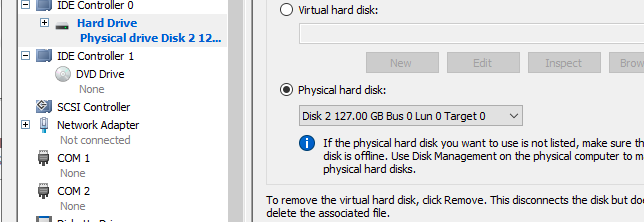 IDE Controller 0
Hard Drive
Physical drive Disk 2 12...
IDE Controller 1
DVD Drive
None
SCSI Controller
Network Adapter
Not connected
COM 1
None
COM 2
None
Virtual hard disk:
New
Edit
Inspect
Brow
Physical hard disk:
Disk 2 127.00 GB Bus 0 Lun 0 Target 0
If the physical hard disk you want to use is not listed, make sure th
disk is offline. Use Disk Management on the physical computer to m
physical hard disks.
To remove the virtual hard disk, click Remove. This disconnects the disk but doe
delete the associated file.